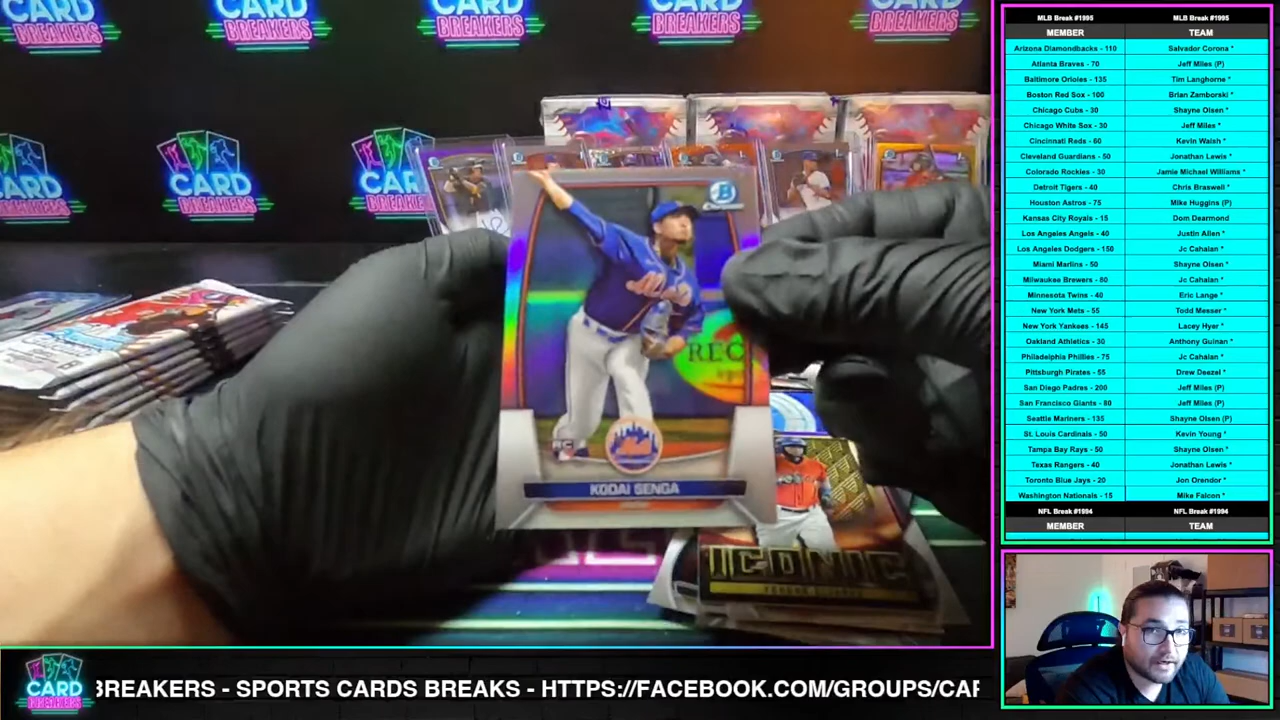 CARD
BREAKERS
CARD
BREAKERS
CARD
BREAKERS
CARD
BREAKERS
CARD
BREAKERS
CARD
BREAKERS
CARD
BREAKERS
CARD
REC
RC
KODAI SENGA
ICONIC
MLB Break #1995 MLB Break #1995
MEMBER TEAM
Arizona Diamondbacks - 110 Salvador Corona *
Atlanta Braves - 70 Jeff Miles (P)
Baltimore Orioles - 135 Tim Langhorne *
Boston Red Sox - 100 Brian Zamborski *
Chicago Cubs - 30 Shayne Olsen *
Chicago White Sox - 30 Jeff Miles *
Cincinnati Reds - 60 Kevin Walsh *
Cleveland Guardians - 50 Jonathan Lewis *
Colorado Rockies - 30 Jamie Michael Williams *
Detroit Tigers - 40 Chris Braswell *
Houston Astros - 75 Mike Huggins (P)
Kansas City Royals - 15 Dom Dearmond
Los Angeles Angels - 40 Justin Allen *
Los Angeles Dodgers - 150 Jc Cahalan *
Miami Marlins - 50 Shayne Olsen *
Milwaukee Brewers - 80 Jc Cahalan *
Minnesota Twins - 40 Eric Lange *
New York Mets - 55 Todd Messer *
New York Yankees - 145 Lacey Hyer *
Oakland Athletics - 30 Anthony Guinan *
Philadelphia Phillies - 75 Jc Cahalan *
Pittsburgh Pirates - 55 Drew Deezel *
San Diego Padres - 200 Jeff Miles (P)
San Francisco Giants - 80 Jeff Miles (P)
Seattle Mariners - 135 Shayne Olsen (P)
St. Louis Cardinals - 50 Kevin Young *
Tampa Bay Rays - 50 Shayne Olsen *
Texas Rangers - 40 Jonathan Lewis *
Toronto Blue Jays - 20 Jon Orendor *
Washington Nationals - 15 Mike Falcon *
NFL Break #1994 NFL Break #1994
MEMBER TEAM
CARD
BREAKERS
BREAKERS - SPORTS CARDS BREAKS - HTTPS://FACEBOOK.COM/GROUPS/CAR